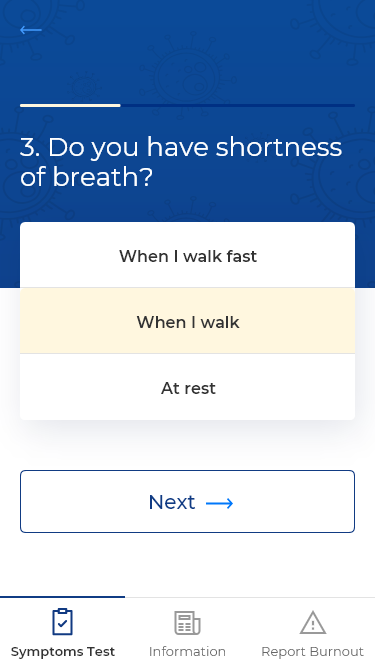 3. Do you have shortness
of breath?
When I walk fast
When I walk
At rest
Next
Symptoms Test
Information
Report Burnout